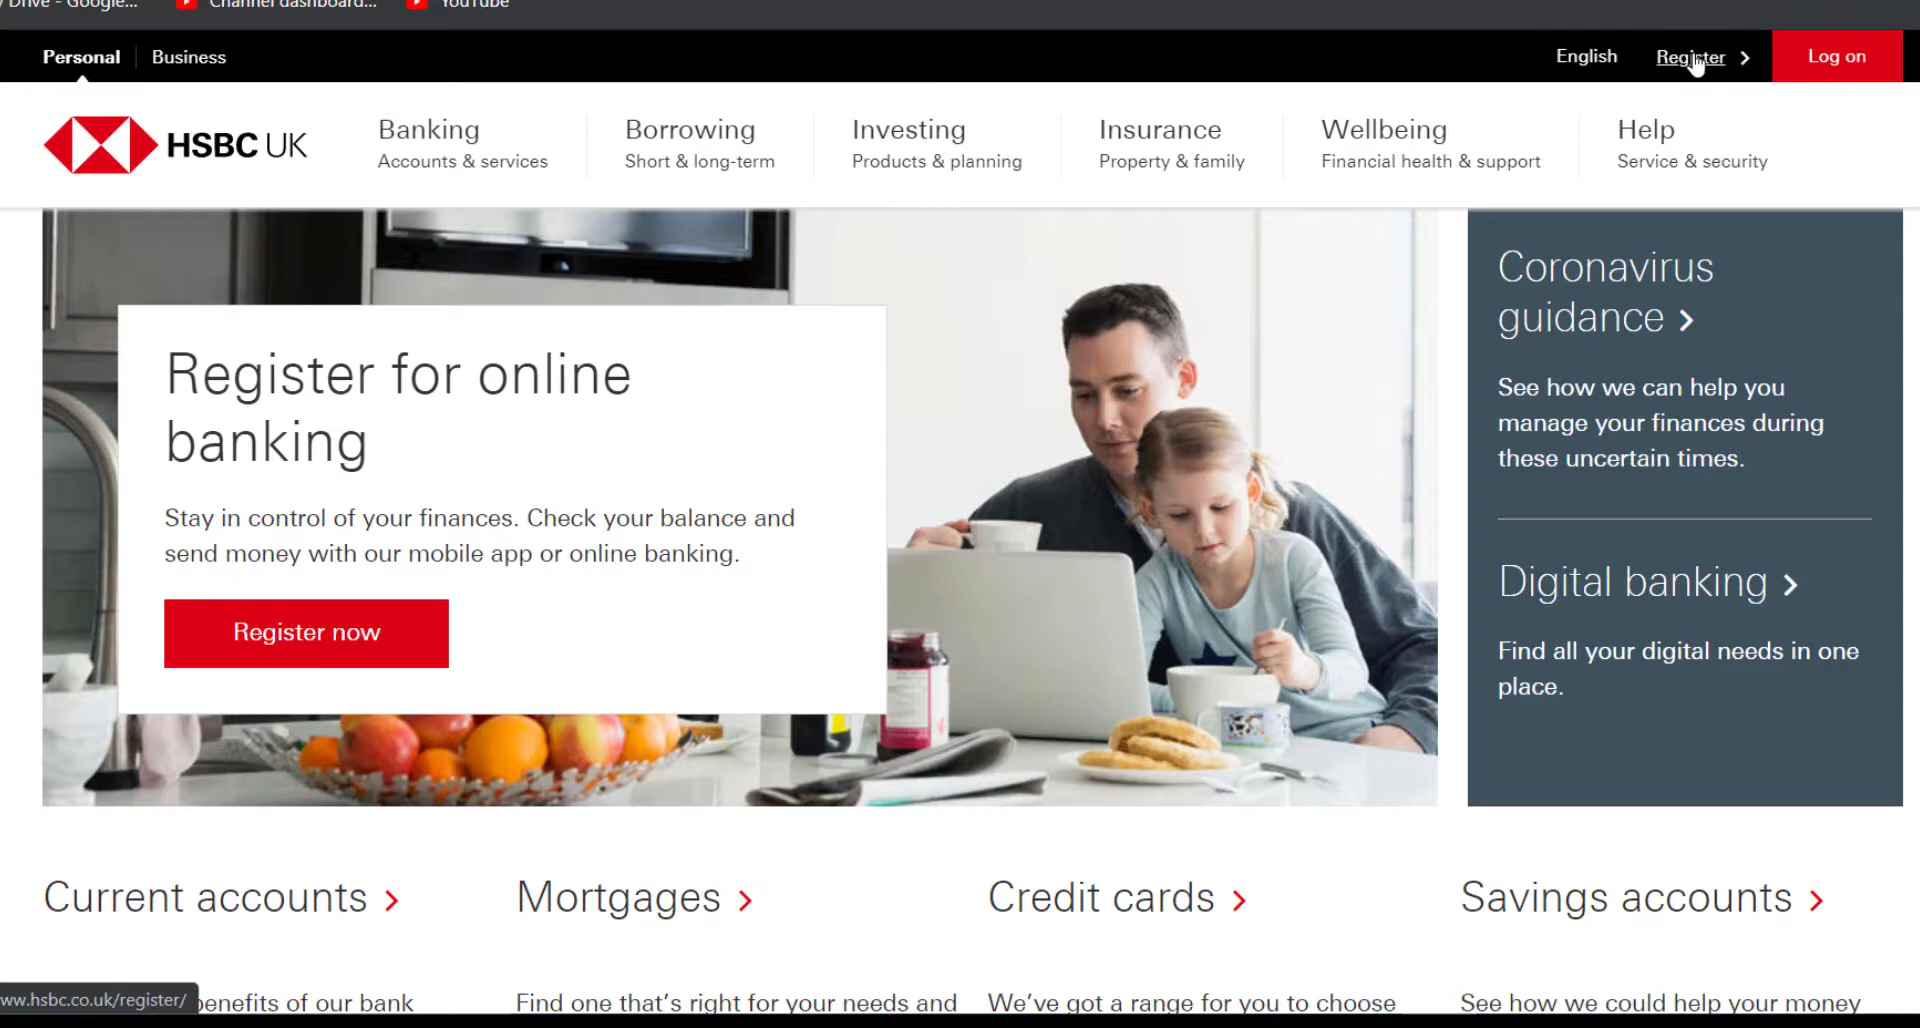 Drive - Google...
Channel dashboard...
YouTube
Personal
Business
English
Register
Log on
HSBC UK
Banking
Accounts & services
Borrowing
Short & long-term
Investing
Products & planning
Insurance
Property & family
Wellbeing
Financial health & support
Help
Service & security
Register for online
banking
Stay in control of your finances. Check your balance and
send money with our mobile app or online banking.
Register now
Coronavirus
guidance
See how we can help you
manage your finances during
these uncertain times.
Digital banking
Find all your digital needs in one
place.
Current accounts
Mortgages
Credit cards
Savings accounts
benefits of our bank
Find one that's right for your needs and
We've got a range for you to choose
See how we could help your money
ww.hsbc.co.uk/register/